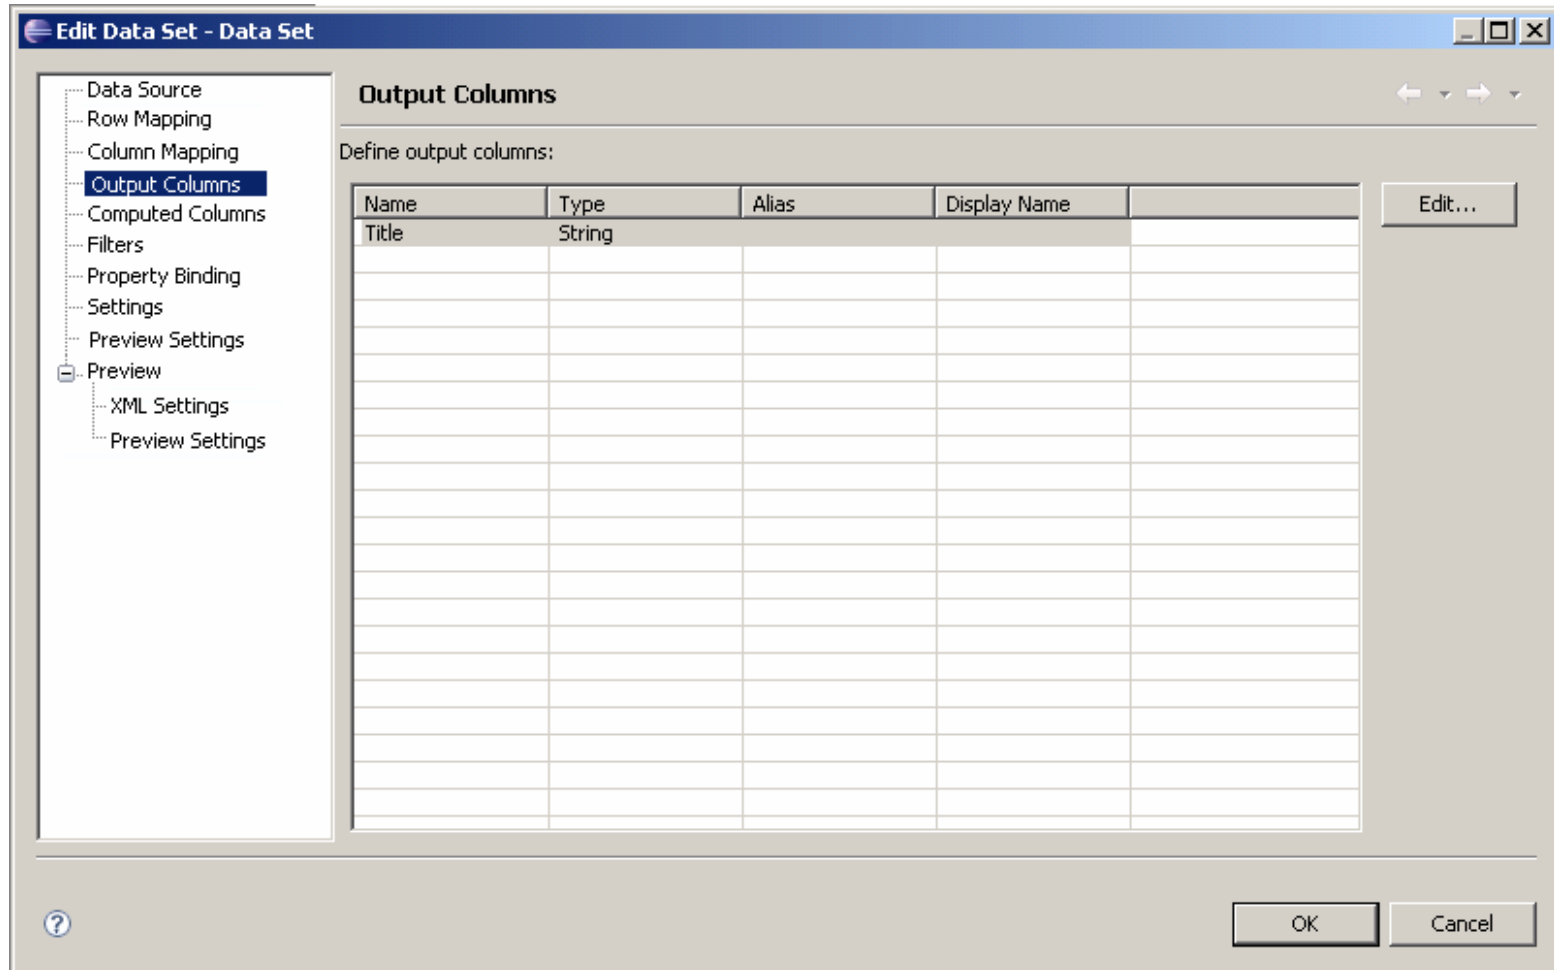 Edit Data Set - Data Set
Data Source
Row Mapping
Column Mapping
Output Columns
Computed Columns
Filters
Property Binding
Settings
Preview Settings
Preview
XML Settings
Preview Settings
Output Columns
Define output columns:
Name Type Alias Display Name
Title String
Edit...
OK Cancel